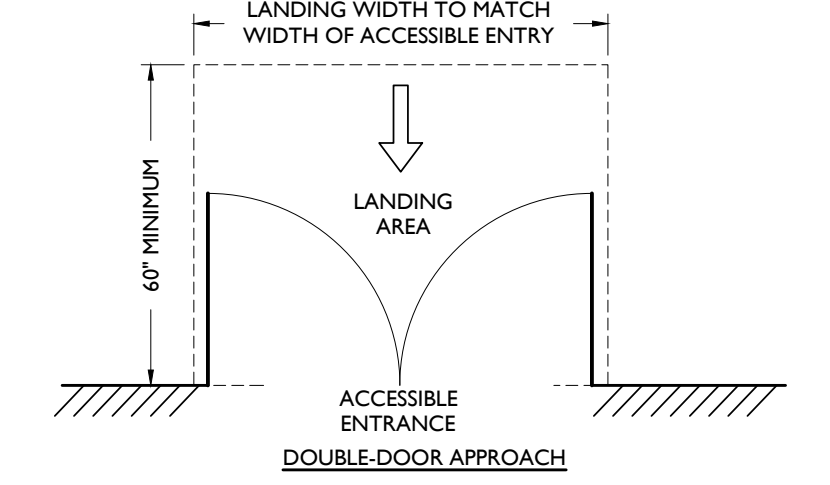 LANDING WIDTH TO MATCH
WIDTH OF ACCESSIBLE ENTRY
60" MINIMUM
LANDING
AREA
ACCESSIBLE
ENTRANCE
DOUBLE-DOOR APPROACH